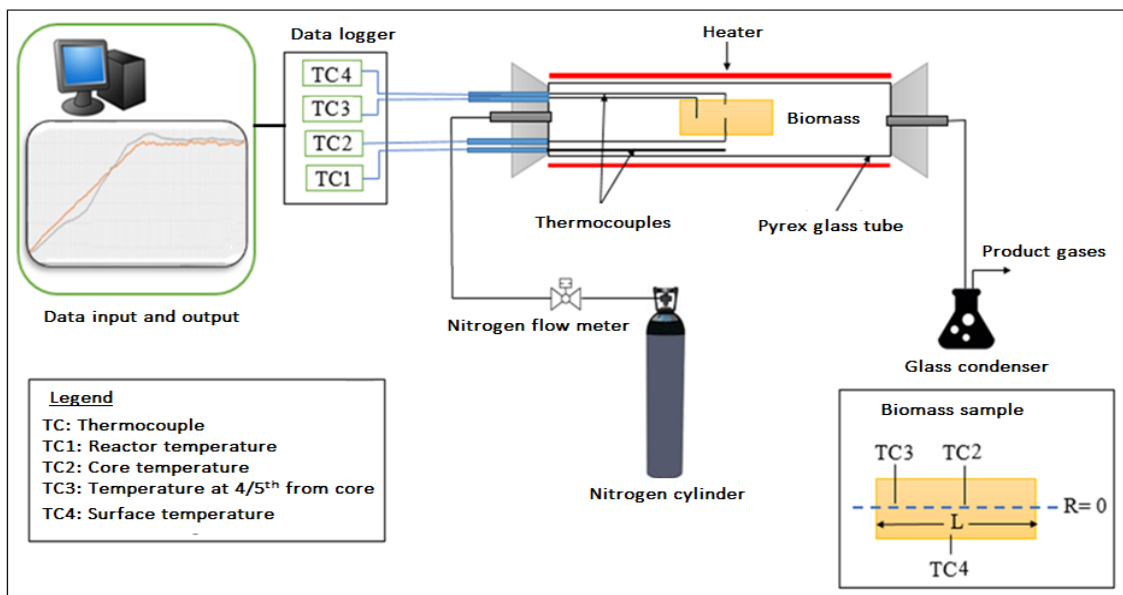 Data logger
TC4
TC3
TC2
TC1
Heater
Biomass
Thermocouples
Pyrex glass tube
Product gases
Data input and output
Nitrogen flow meter
Glass condenser
Nitrogen cylinder
Legend
TC: Thermocouple
TC1: Reactor temperature
TC2: Core temperature
TC3: Temperature at 4/5th from core
TC4: Surface temperature
Biomass sample
TC3 TC2
R= 0
L
TC4